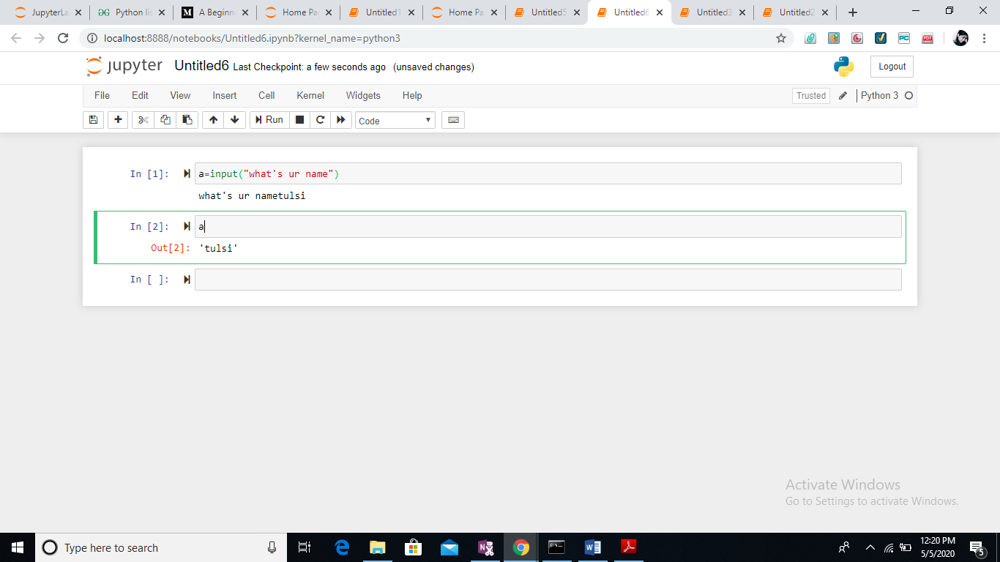 JupyterLa
Python lis
A Beginn
Home Pa
Untitled1
Home Pa
Untitled5
Untitled6
Untitled3
Untitled2
localhost:8888/notebooks/Untitled6.ipynb?kernel_name=python3
PC
PDF
jupyter Untitled6 Last Checkpoint: a few seconds ago (unsaved changes)
Logout
File Edit View Insert Cell Kernel Widgets Help
Trusted Python 3
Run Code
In [1]: a=input("what's ur name")
what's ur nametulsi
In [2]: a
Out[2]: 'tulsi'
In [ ]:
Activate Windows
Go to Settings to activate Windows.
Type here to search
12:20 PM
5/5/2020
5